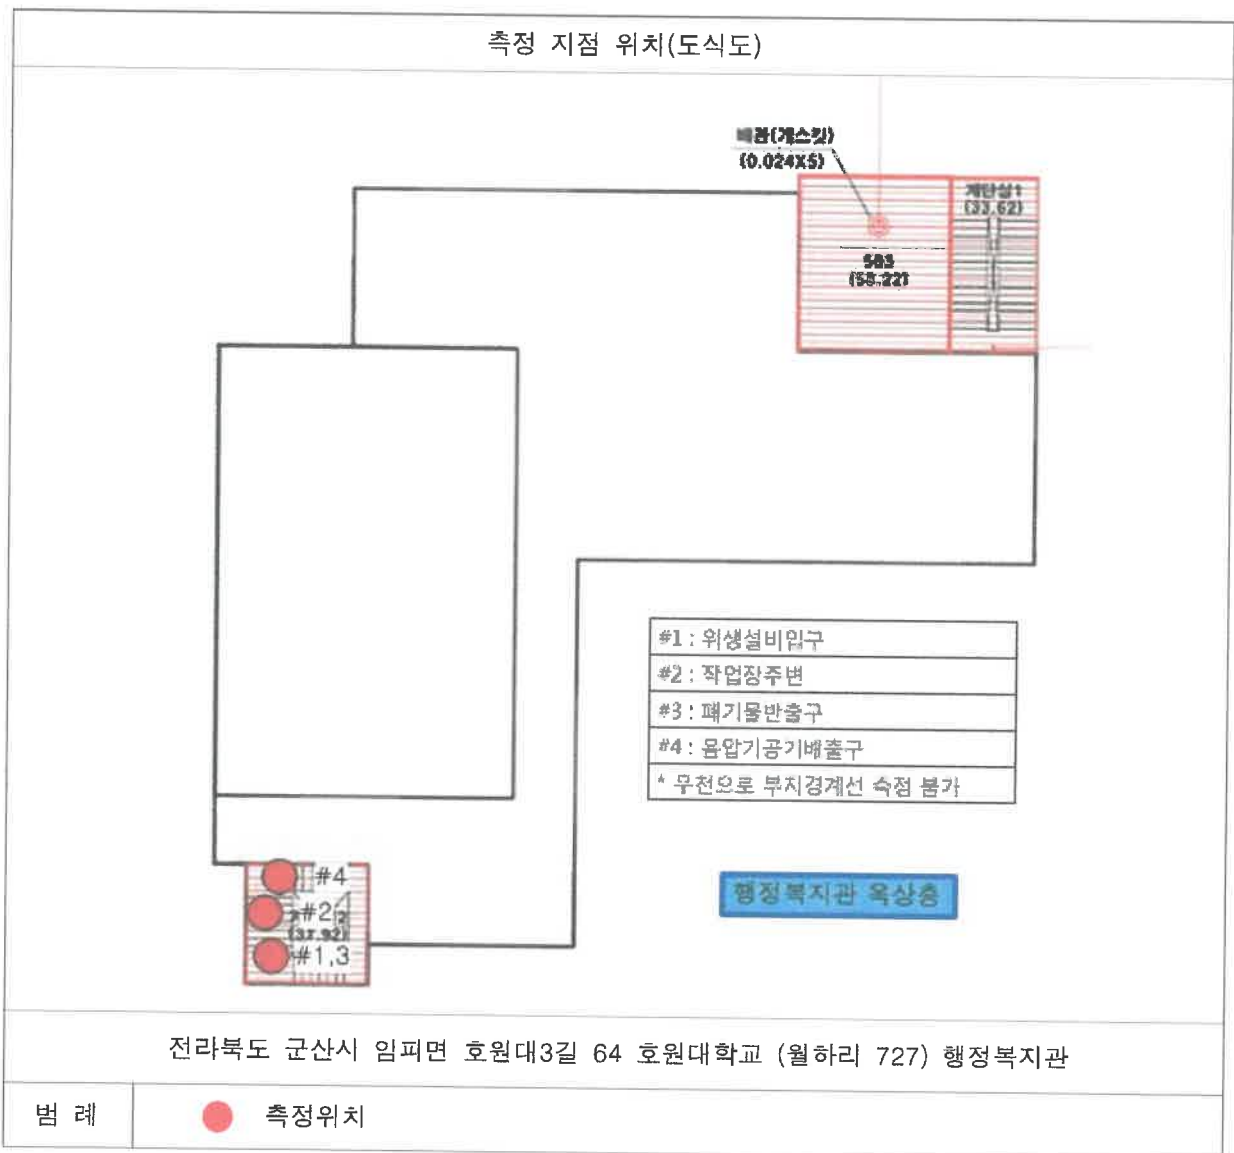 측정 지점 위치(도식도)
배관(개스킷)
(0.024X5)
계단실1
(33.62)
583
(58.22)
#1 : 위생설비입구
#2 : 작업장주변
#3 : 폐기물반출구
#4 : 음압기공기배출구
* 우천으로 부지경계선 측정 불가
행정복지관 옥상층
#4
#2
(37.92)
#1,3
전라북도 군산시 임피면 호원대3길 64 호원대학교 (월하리 727) 행정복지관
범 례
측정위치